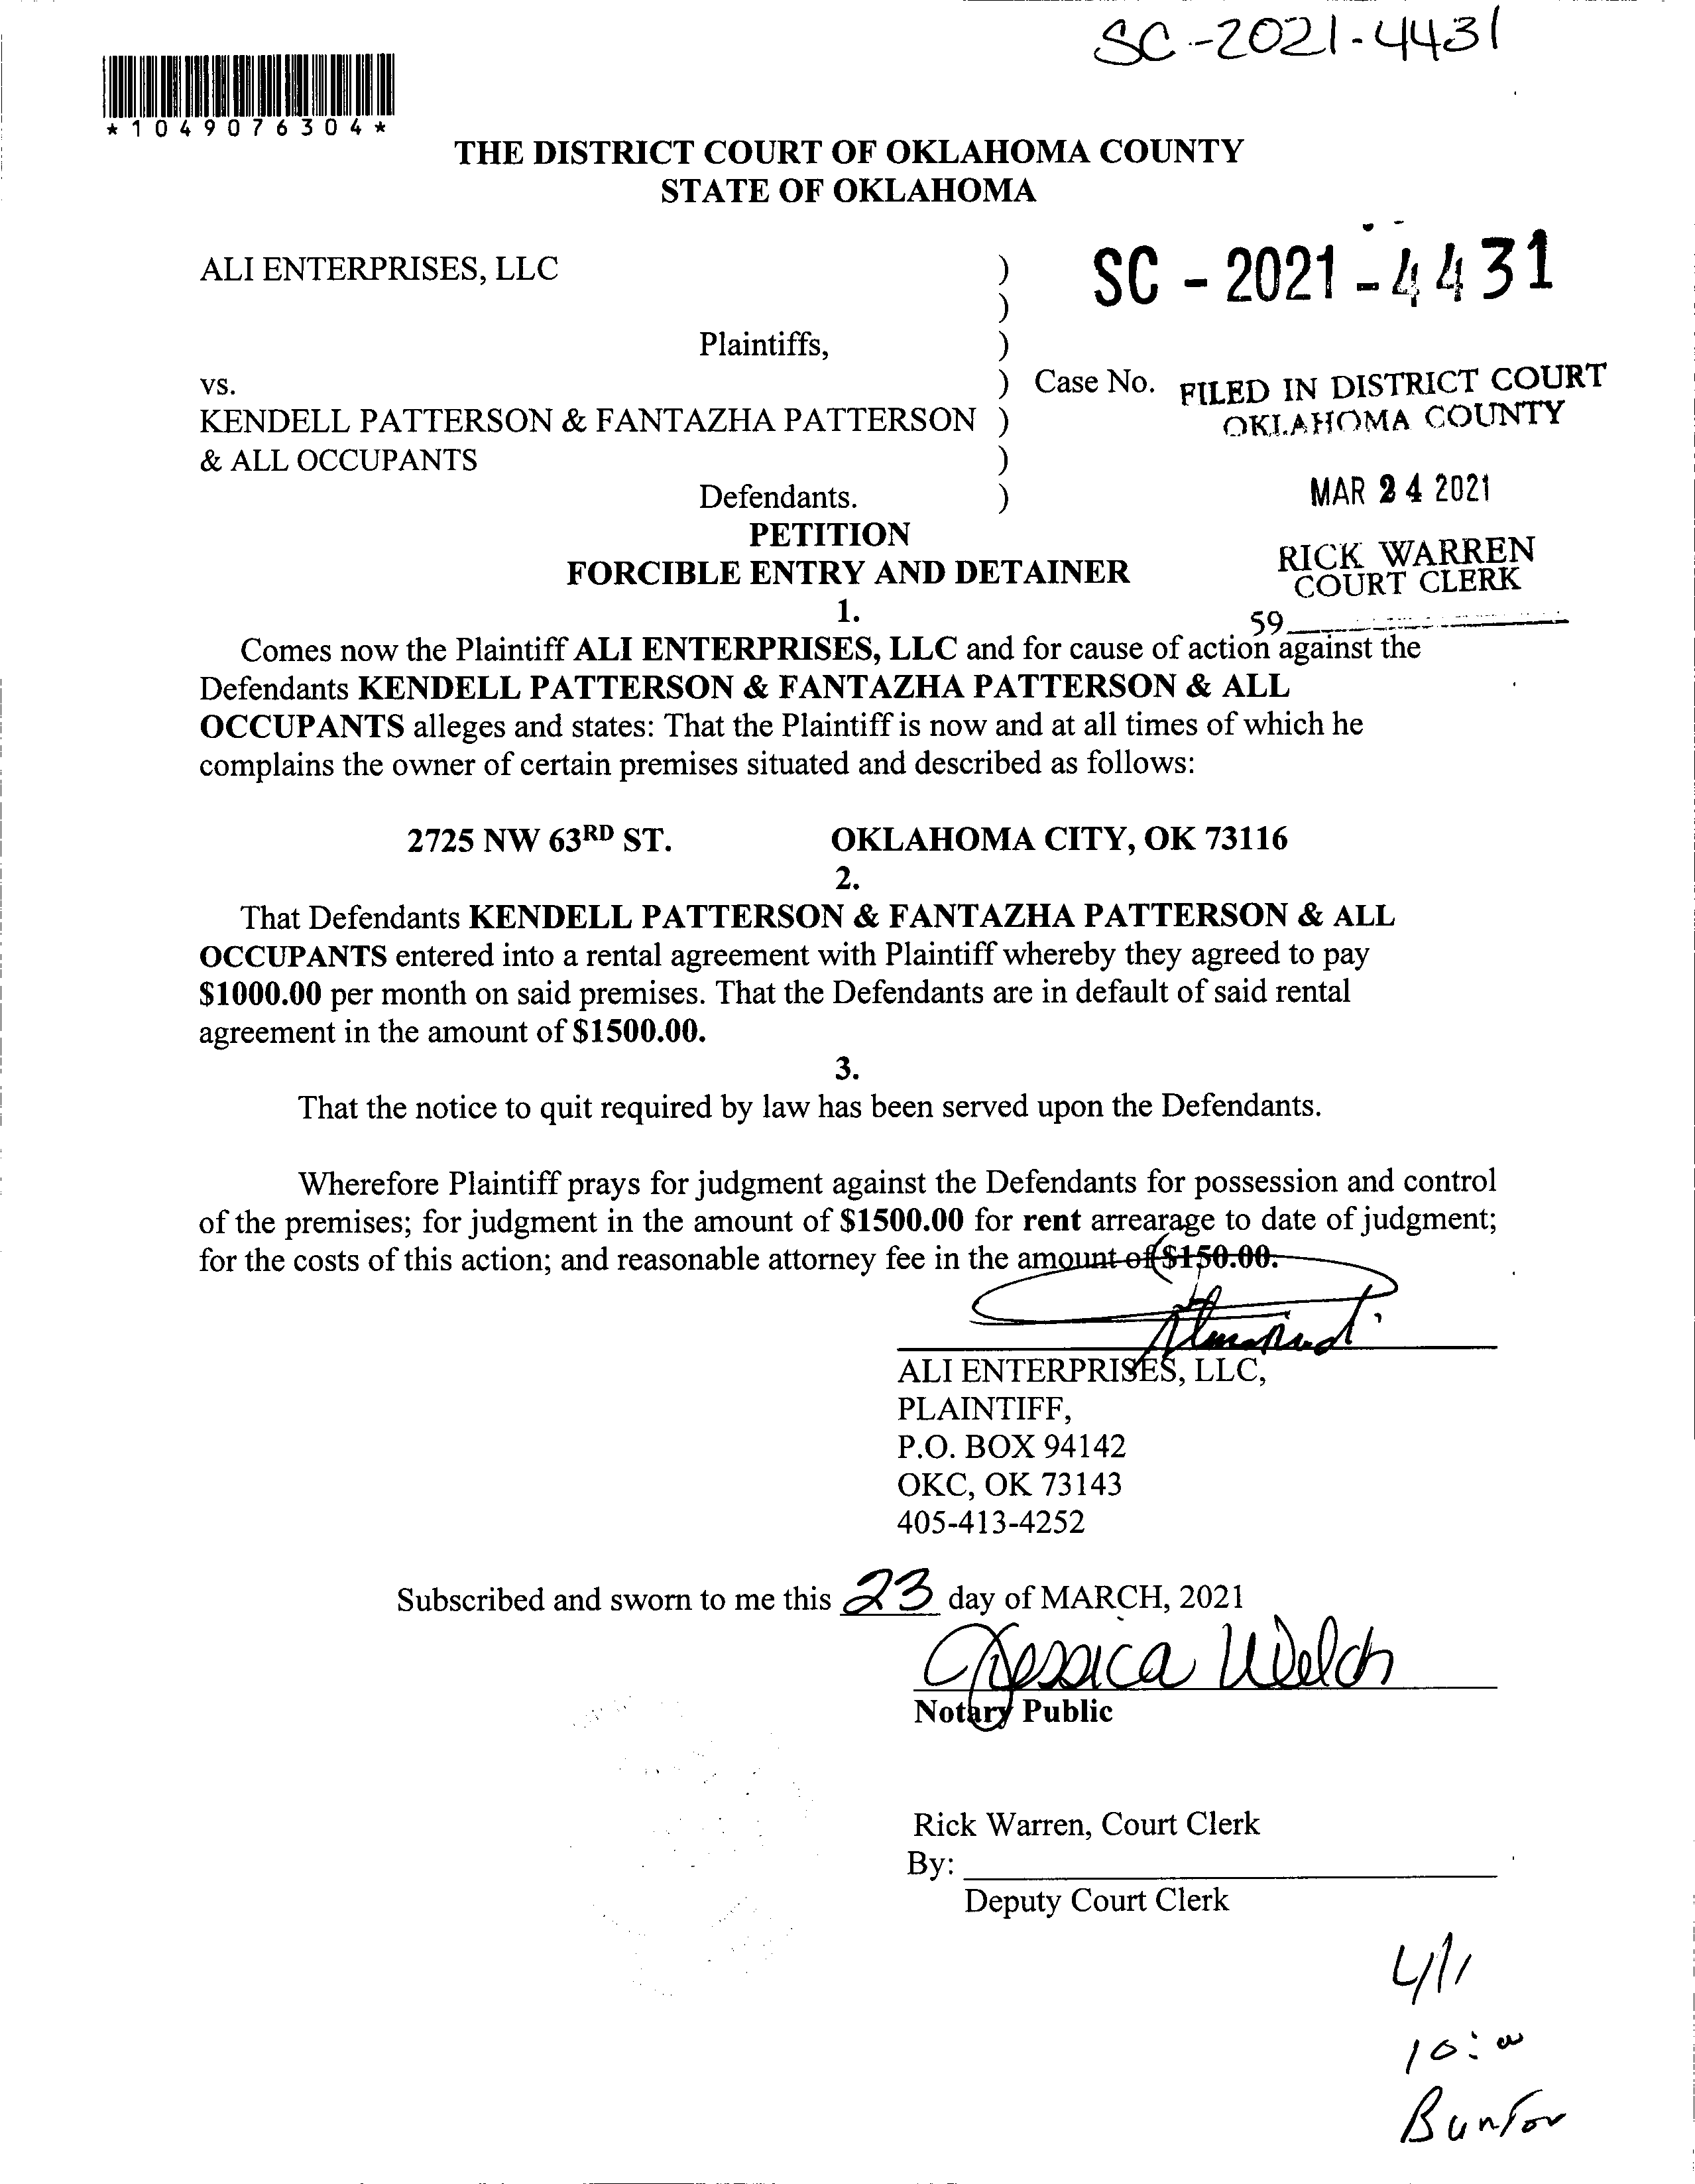 SC-2021-4431
*1049076304*
THE DISTRICT COURT OF OKLAHOMA COUNTY
STATE OF OKLAHOMA
ALI ENTERPRISES, LLC )
SC - 2021 - 4431
)
Plaintiffs, )
vs. ) Case No.
FILED IN DISTRICT COURT
OKLAHOMA COUNTY
KENDELL PATTERSON & FANTAZHA PATTERSON )
& ALL OCCUPANTS )
Defendants. )
MAR 24 2021
PETITION
FORCIBLE ENTRY AND DETAINER
RICK WARREN
COURT CLERK
1.
59
Comes now the Plaintiff ALI ENTERPRISES, LLC and for cause of action against the
Defendants KENDELL PATTERSON & FANTAZHA PATTERSON & ALL
OCCUPANTS alleges and states: That the Plaintiff is now and at all times of which he
complains the owner of certain premises situated and described as follows:
2725 NW 63RD ST. OKLAHOMA CITY, OK 73116
2.
That Defendants KENDELL PATTERSON & FANTAZHA PATTERSON & ALL
OCCUPANTS entered into a rental agreement with Plaintiff whereby they agreed to pay
$1000.00 per month on said premises. That the Defendants are in default of said rental
agreement in the amount of $1500.00.
3.
That the notice to quit required by law has been served upon the Defendants.
Wherefore Plaintiff prays for judgment against the Defendants for possession and control
of the premises; for judgment in the amount of $1500.00 for rent arrearage to date of judgment;
for the costs of this action; and reasonable attorney fee in the amount of $150.00.
ALI ENTERPRISES, LLC,
PLAINTIFF,
P.O. BOX 94142
OKC, OK 73143
405-413-4252
Subscribed and sworn to me this 23 day of MARCH, 2021
Jessica Welch
Notary Public
Rick Warren, Court Clerk
By:
Deputy Court Clerk
4/1
10:00